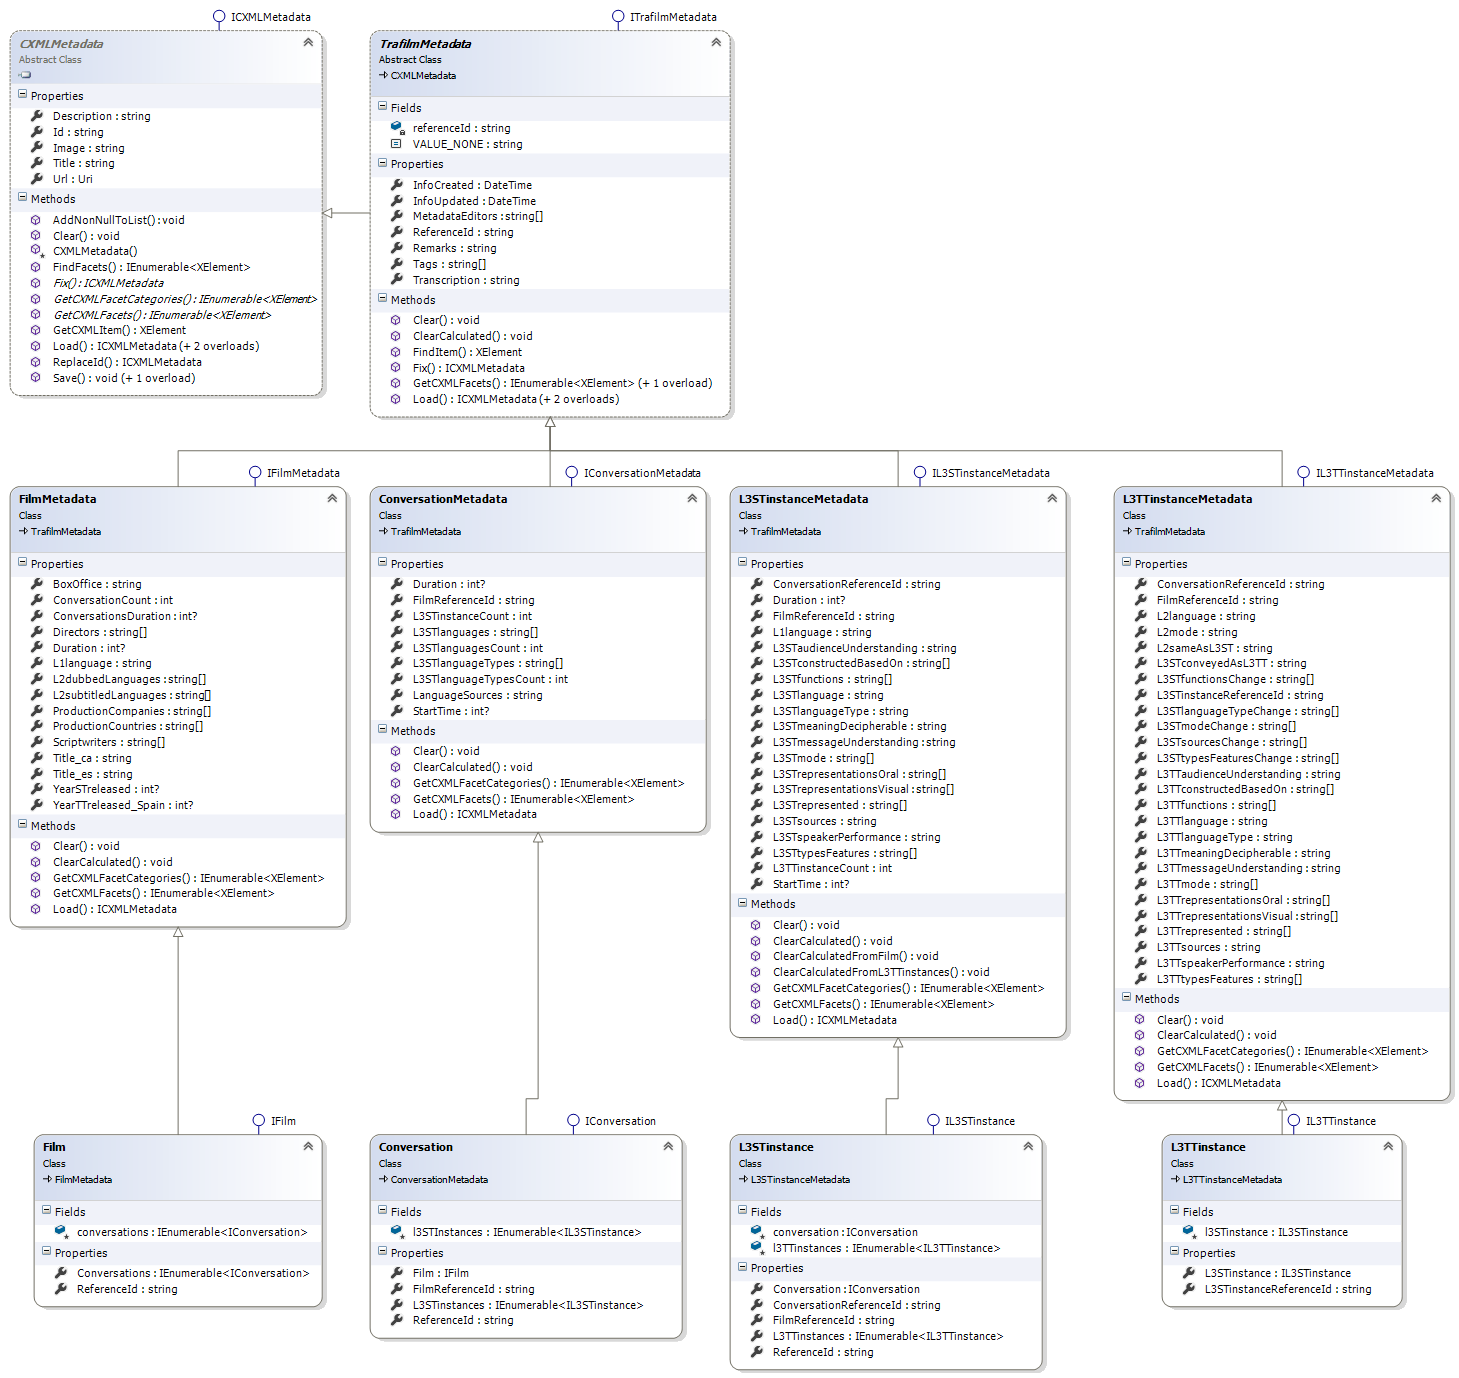 ICXMLMetadata
CXMLMetadata
Abstract Class
Properties
Description : string
Id : string
Image : string
Title : string
Url : Uri
Methods
AddNonNullToList() : void
Clear() : void
CXMLMetadata()
FindFacets() : IEnumerable<XElement>
Fix() : ICXMLMetadata
GetCXMLFacetCategories() : IEnumerable<XElement>
GetCXMLFacets() : IEnumerable<XElement>
GetCXMLItem() : XElement
Load() : ICXMLMetadata (+ 2 overloads)
ReplaceId() : ICXMLMetadata
Save() : void (+ 1 overload)
ITrafilmMetadata
TrafilmMetadata
Abstract Class
CXMLMetadata
Fields
referenceId : string
VALUE_NONE : string
Properties
InfoCreated : DateTime
InfoUpdated : DateTime
MetadataEditors : string[]
ReferenceId : string
Remarks : string
Tags : string[]
Transcription : string
Methods
Clear() : void
ClearCalculated() : void
FindItem() : XElement
Fix() : ICXMLMetadata
GetCXMLFacets() : IEnumerable<XElement> (+ 1 overload)
Load() : ICXMLMetadata (+ 2 overloads)
IFilmMetadata
FilmMetadata
Class
TrafilmMetadata
Properties
BoxOffice : string
ConversationCount : int
ConversationsDuration : int?
Directors : string[]
Duration : int?
L1language : string
L2dubbedLanguages : string[]
L2subtitledLanguages : string[]
ProductionCompanies : string[]
ProductionCountries : string[]
Scriptwriters : string[]
Title_ca : string
Title_es : string
YearSTreleased : int?
YearTTreleased_Spain : int?
Methods
Clear() : void
ClearCalculated() : void
GetCXMLFacetCategories() : IEnumerable<XElement>
GetCXMLFacets() : IEnumerable<XElement>
Load() : ICXMLMetadata
IConversationMetadata
ConversationMetadata
Class
TrafilmMetadata
Properties
Duration : int?
FilmReferenceId : string
L3STinstanceCount : int
L3STlanguages : string[]
L3STlanguagesCount : int
L3STlanguageTypes : string[]
L3STlanguageTypesCount : int
LanguageSources : string
StartTime : int?
Methods
Clear() : void
ClearCalculated() : void
GetCXMLFacetCategories() : IEnumerable<XElement>
GetCXMLFacets() : IEnumerable<XElement>
Load() : ICXMLMetadata
IL3STinstanceMetadata
L3STinstanceMetadata
Class
TrafilmMetadata
Properties
ConversationReferenceId : string
Duration : int?
FilmReferenceId : string
L1language : string
L3STaudienceUnderstanding : string
L3STconstructedBasedOn : string[]
L3STfunctions : string[]
L3STlanguage : string
L3STlanguageType : string
L3STmeaningDecipherable : string
L3STmessageUnderstanding : string
L3STmode : string[]
L3STrepresentationsOral : string[]
L3STrepresentationsVisual : string[]
L3STrepresented : string[]
L3STsources : string
L3STspeakerPerformance : string
L3STtypesFeatures : string[]
L3TTinstanceCount : int
StartTime : int?
Methods
Clear() : void
ClearCalculated() : void
ClearCalculatedFromFilm() : void
ClearCalculatedFromL3TTinstances() : void
GetCXMLFacetCategories() : IEnumerable<XElement>
GetCXMLFacets() : IEnumerable<XElement>
Load() : ICXMLMetadata
IL3TTinstanceMetadata
L3TTinstanceMetadata
Class
TrafilmMetadata
Properties
ConversationReferenceId : string
FilmReferenceId : string
L2language : string
L2mode : string
L2sameAsL3ST : string
L3STconveyedAsL3TT : string
L3STfunctionsChange : string[]
L3STinstanceReferenceId : string
L3STlanguageTypeChange : string[]
L3STmodeChange : string[]
L3STsourcesChange : string[]
L3STtypesFeaturesChange : string[]
L3TTaudienceUnderstanding : string
L3TTconstructedBasedOn : string[]
L3TTfunctions : string[]
L3TTlanguage : string
L3TTlanguageType : string
L3TTmeaningDecipherable : string
L3TTmessageUnderstanding : string
L3TTmode : string[]
L3TTrepresentationsOral : string[]
L3TTrepresentationsVisual : string[]
L3TTrepresented : string[]
L3TTsources : string
L3TTspeakerPerformance : string
L3TTtypesFeatures : string[]
Methods
Clear() : void
ClearCalculated() : void
GetCXMLFacetCategories() : IEnumerable<XElement>
GetCXMLFacets() : IEnumerable<XElement>
Load() : ICXMLMetadata
IFilm
Film
Class
FilmMetadata
Fields
conversations : IEnumerable<IConversation>
Properties
Conversations : IEnumerable<IConversation>
ReferenceId : string
IConversation
Conversation
Class
ConversationMetadata
Fields
l3STInstances : IEnumerable<IL3STinstance>
Properties
Film : IFilm
FilmReferenceId : string
L3STinstances : IEnumerable<IL3STinstance>
ReferenceId : string
IL3STinstance
L3STinstance
Class
L3STinstanceMetadata
Fields
conversation : IConversation
l3TTinstances : IEnumerable<IL3TTinstance>
Properties
Conversation : IConversation
ConversationReferenceId : string
FilmReferenceId : string
L3TTinstances : IEnumerable<IL3TTinstance>
ReferenceId : string
IL3TTinstance
L3TTinstance
Class
L3TTinstanceMetadata
Fields
l3STinstance : IL3STinstance
Properties
L3STinstance : IL3STinstance
L3STinstanceReferenceId : string